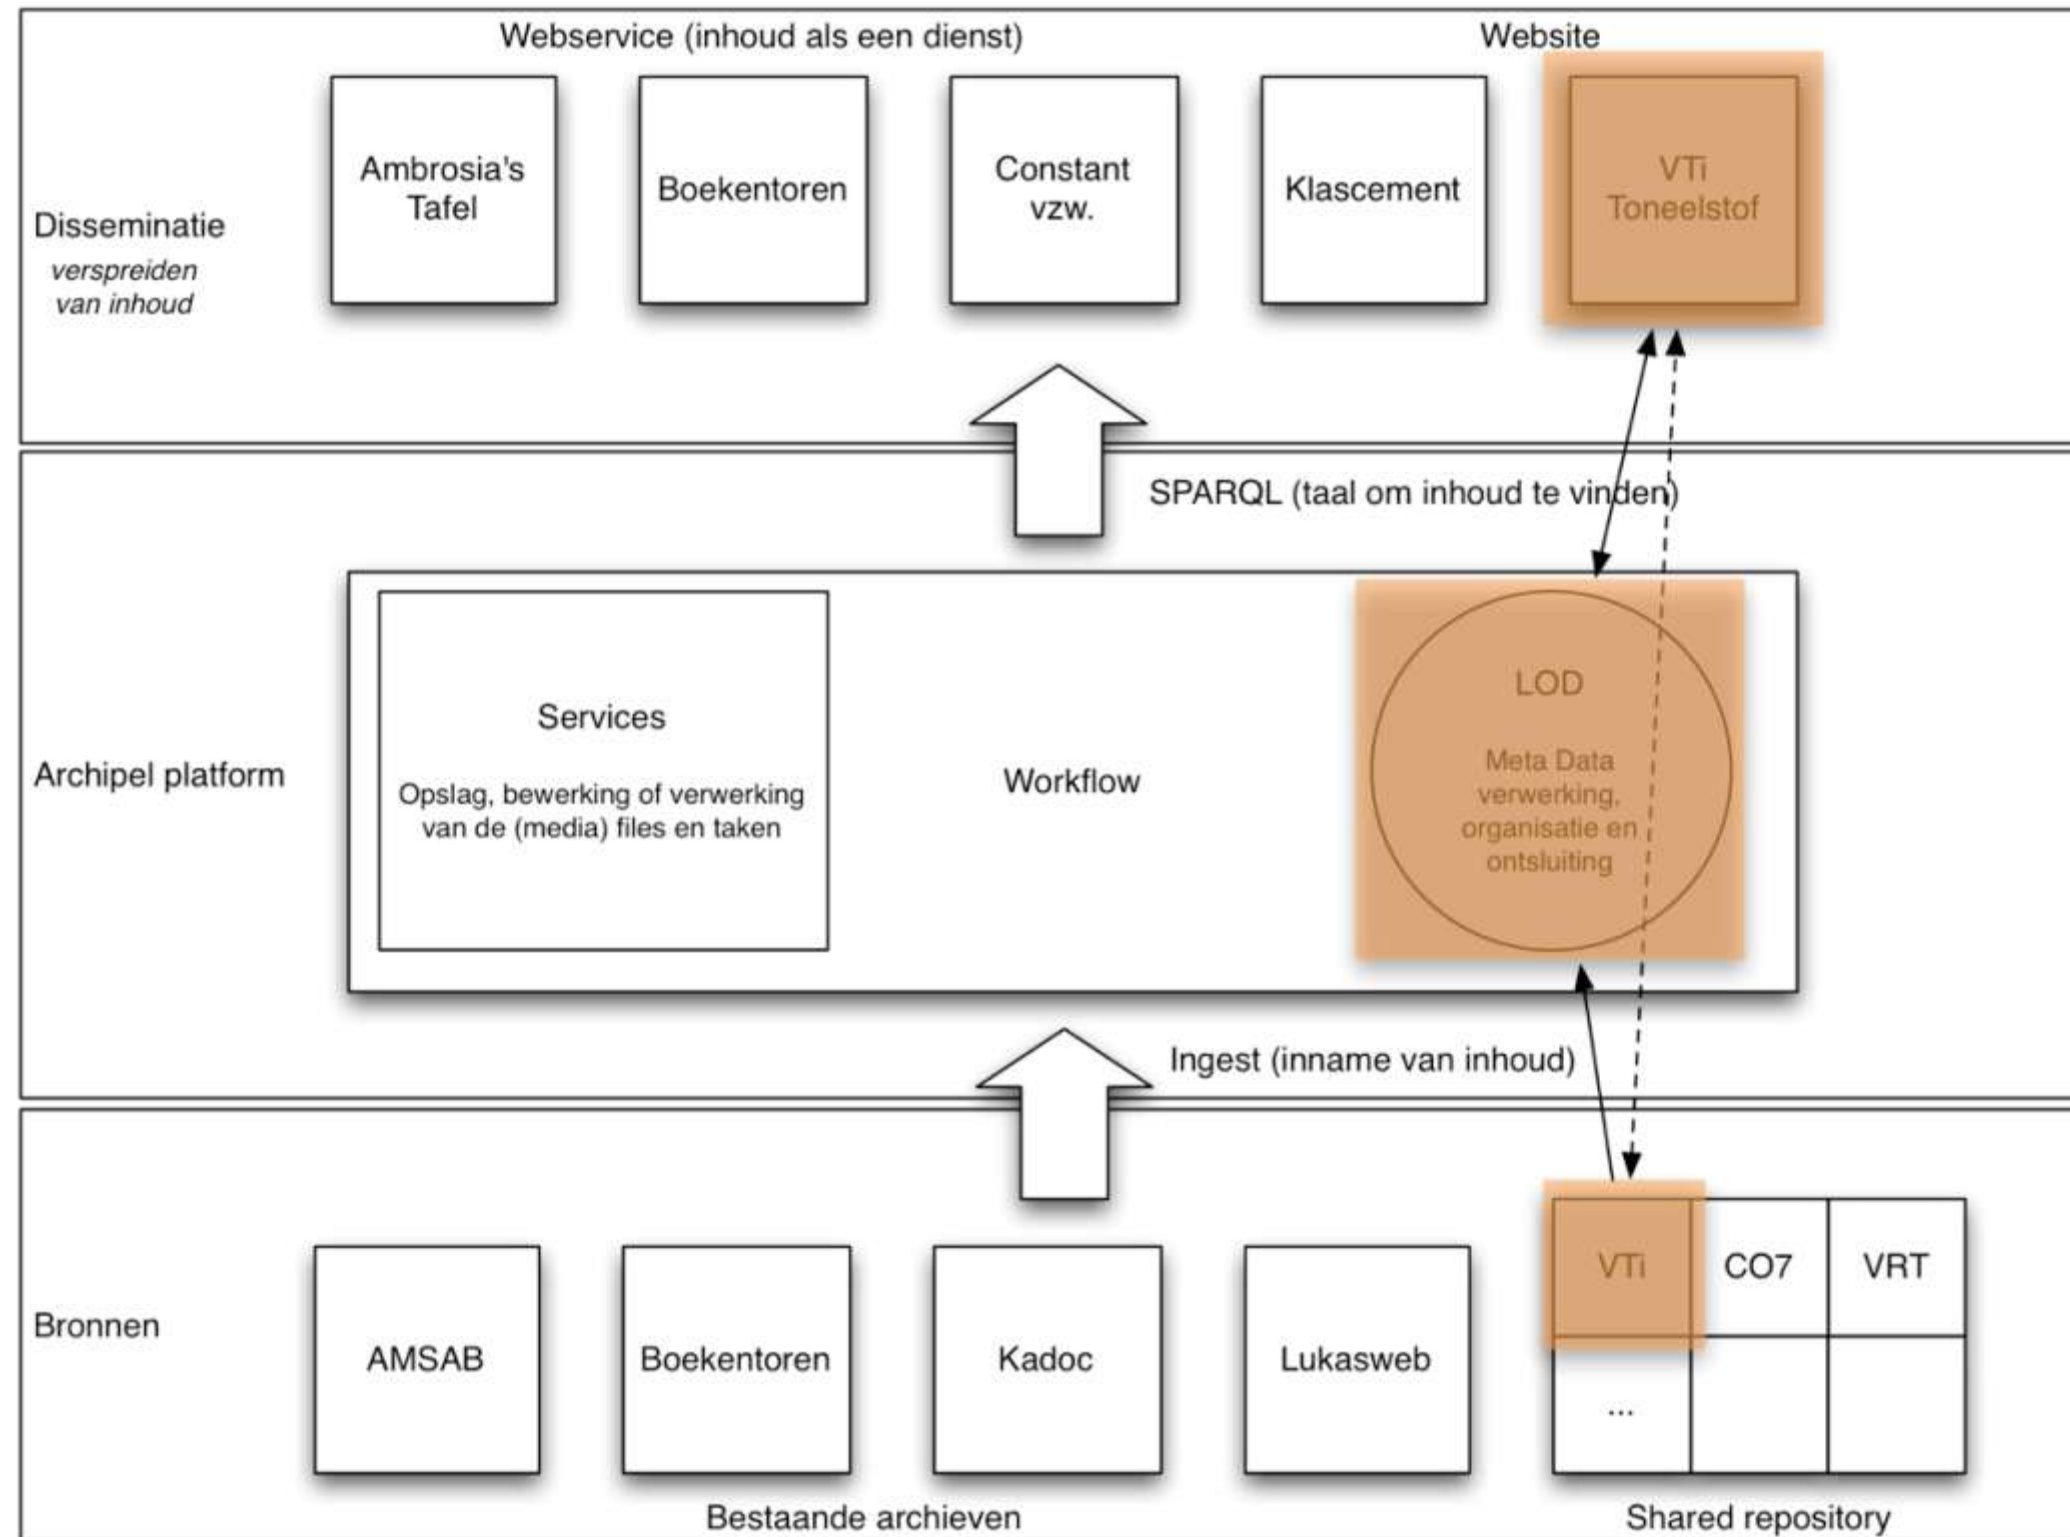 Webservice (inhoud als een dienst)
Website
Ambrosia's
Tafel
Boekentoren
Constant
vzw.
Klascement
VTi
Toneelstof
Disseminatie
verspreiden
van inhoud
SPARQL (taal om inhoud te vinden)
Archipel platform
Services
Opslag, bewerking of verwerking
van de (media) files en taken
Workflow
LOD
Meta Data
verwerking,
organisatie en
ontsluiting
Ingest (inname van inhoud)
Bronnen
AMSAB
Boekentoren
Kadoc
Lukasweb
VTi
CO7
VRT
...
Bestaande archieven
Shared repository